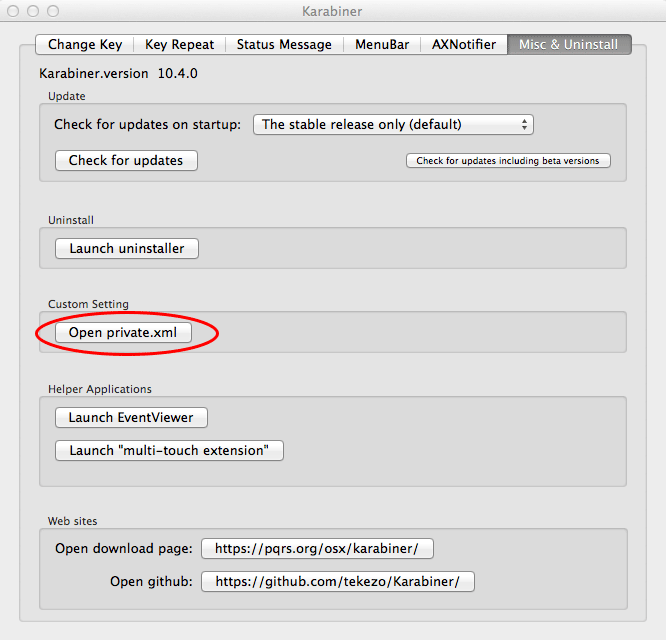 Karabiner
Change Key Key Repeat Status Message MenuBar AXNotifier Misc & Uninstall
Karabiner.version 10.4.0
Update
Check for updates on startup: The stable release only (default)
Check for updates Check for updates including beta versions
Uninstall
Launch uninstaller
Custom Setting
Open private.xml
Helper Applications
Launch EventViewer
Launch "multi-touch extension"
Web sites
Open download page: https://pqrs.org/osx/karabiner/
Open github: https://github.com/tekezo/Karabiner/